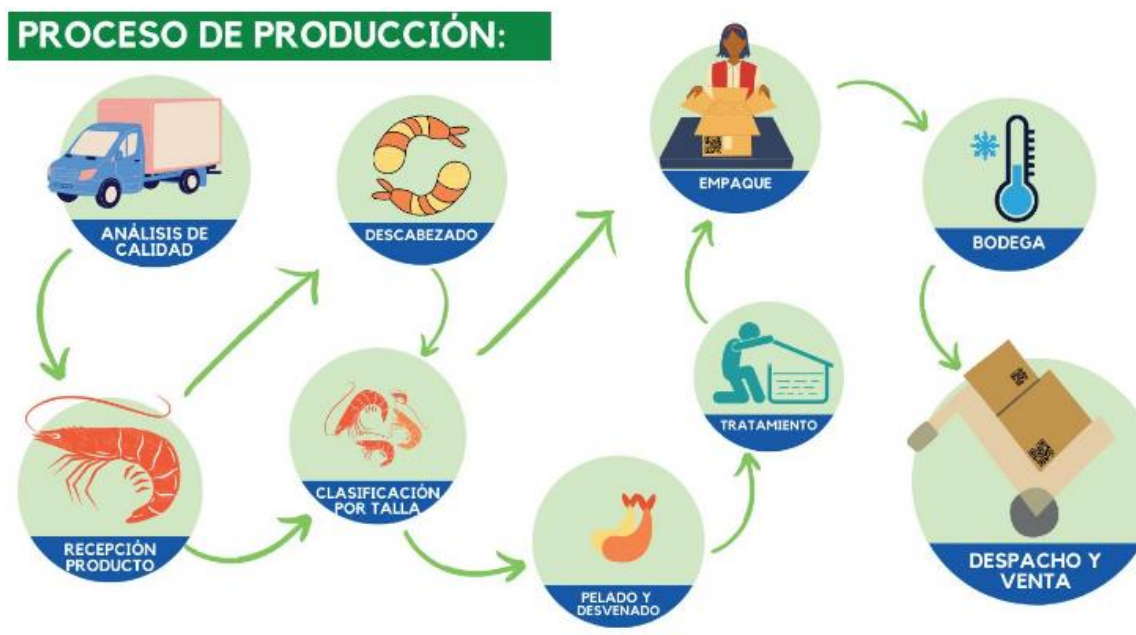 PROCESO DE PRODUCCIÓN:
ANÁLISIS DE
CALIDAD
RECEPCIÓN
PRODUCTO
DESCABEZADO
CLASIFICACIÓN
POR TALLA
PELADO Y
DESVENADO
TRATAMIENTO
EMPAQUE
BODEGA
DESPACHO Y
VENTA